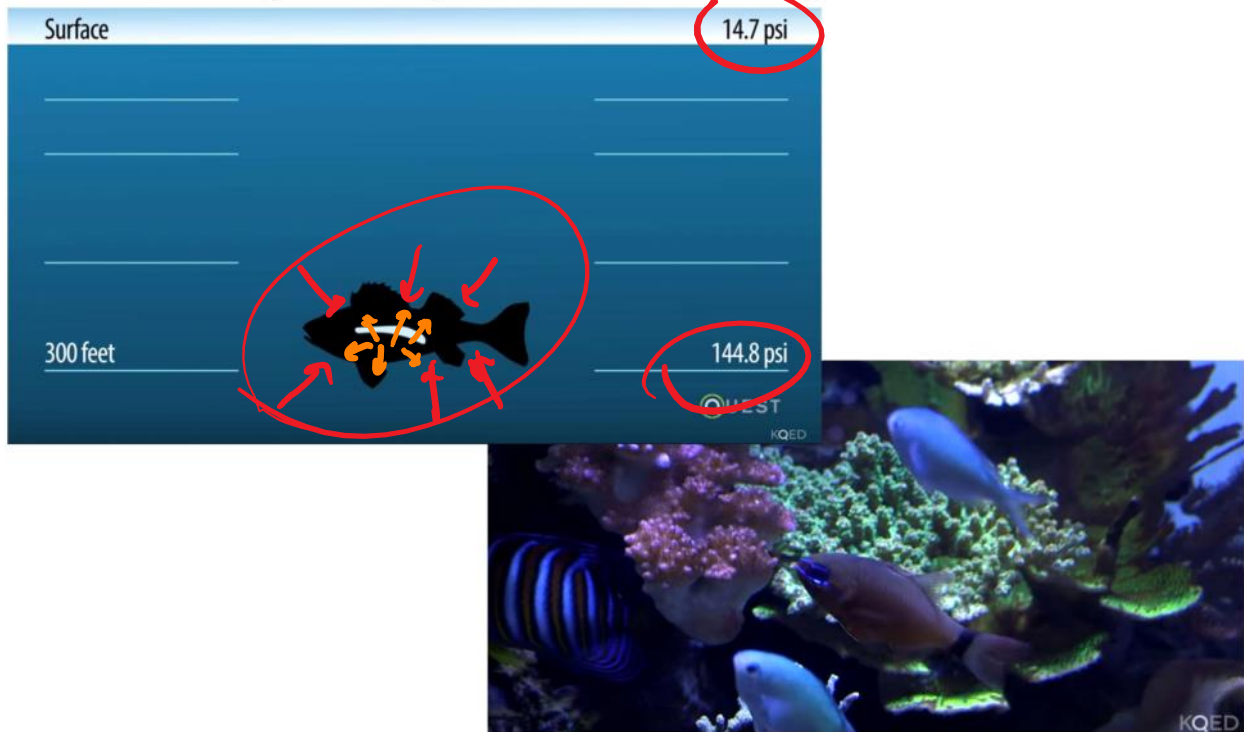 Surface
14.7 psi
300 feet
144.8 psi
QUEST
KQED
KQED